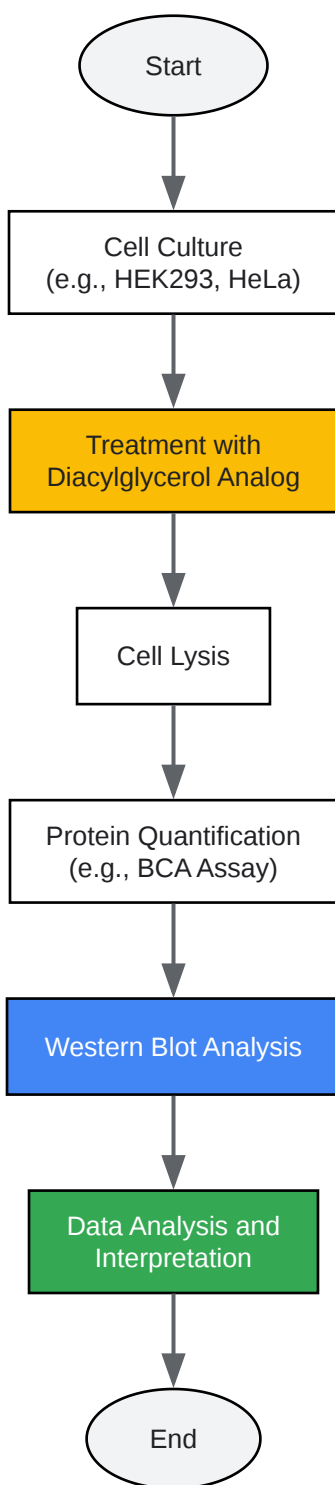 Start
Cell Culture
(e.g., HEK293, HeLa)
Treatment with
Diacylglycerol Analog
Cell Lysis
Protein Quantification
(e.g., BCA Assay)
Western Blot Analysis
Data Analysis and
Interpretation
End